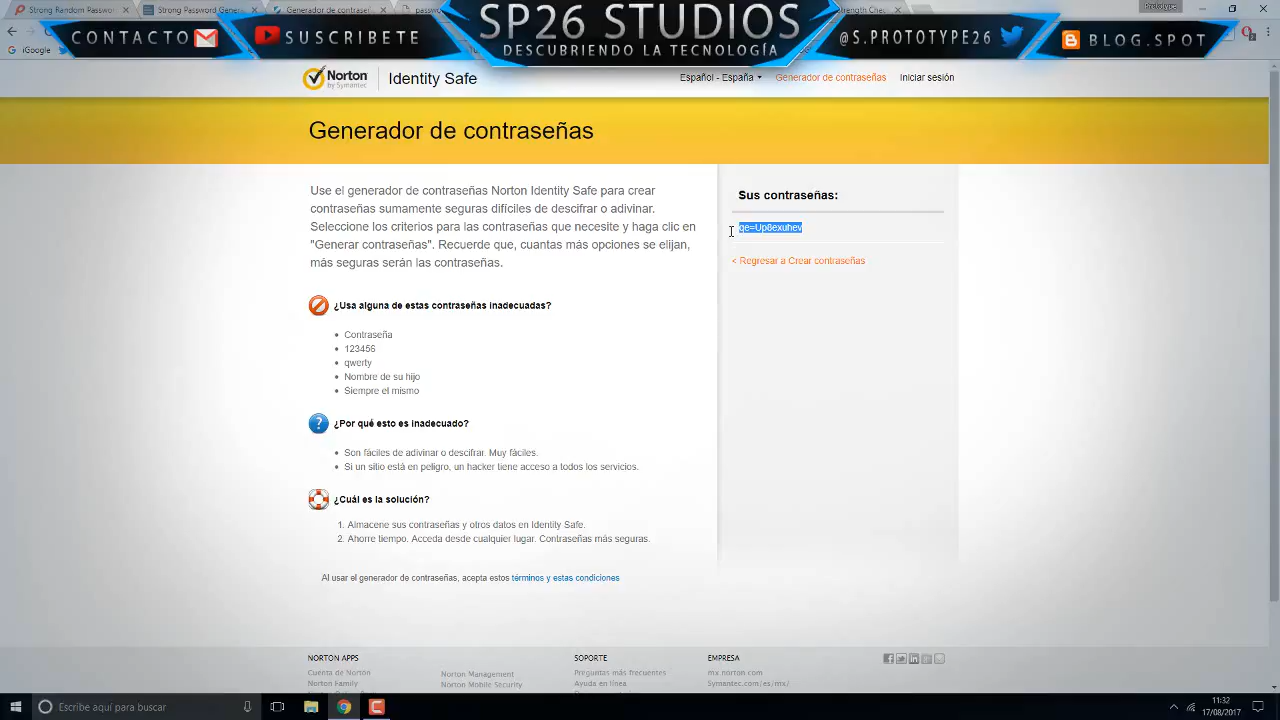 Strong Random Passw
Strong Password Gener
Generador de contraseñ
passw
rength Chec
Prototype
SP26 STUDIOS
DESCUBRIENDO LA TECNOLOGÍA
CONTACTO
SUSCRIBETE
@S.PROTOTYPE26
BLOG.SPOT
iGoogle
Norton
by Symantec
Identity Safe
Español - España
Generador de contraseñas
Iniciar sesión
Generador de contraseñas
Use el generador de contraseñas Norton Identity Safe para crear
contraseñas sumamente seguras difíciles de descifrar o adivinar.
Seleccione los criterios para las contraseñas que necesite y haga clic en
"Generar contraseñas". Recuerde que, cuantas más opciones se elijan,
más seguras serán las contraseñas.
¿Usa alguna de estas contraseñas inadecuadas?
• Contraseña
• 123456
• qwerty
• Nombre de su hijo
• Siempre el mismo
¿Por qué esto es inadecuado?
• Son fáciles de adivinar o descifrar. Muy fáciles.
• Si un sitio está en peligro, un hacker tiene acceso a todos los servicios.
¿Cuál es la solución?
1. Almacene sus contraseñas y otros datos en Identity Safe.
2. Ahorre tiempo. Acceda desde cualquier lugar. Contraseñas más seguras.
Al usar el generador de contraseñas, acepta estos términos y estas condiciones
Sus contraseñas:
< Regresar a Crear contraseñas
NORTON APPS
Cuenta de Norton
Norton Family
Norton Management
Norton Mobile Security
SOPORTE
Preguntas más frecuentes
Ayuda en línea
EMPRESA
mx.norton.com
Symantec.com/es/mx/
Escribe aquí para buscar
11:32
17/08/2017